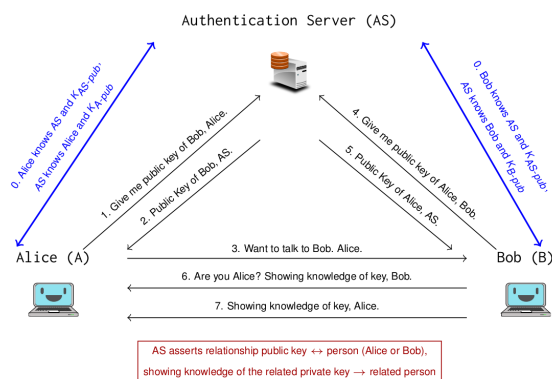 Authentication Server (AS)
0. Alice knows AS and K_AS-pub,
AS knows Alice and K_A-pub
0. Bob knows AS and K_AS-pub,
AS knows Bob and K_B-pub
1. Give me public key of Bob, Alice.
2. Public Key of Bob, AS.
4. Give me public key of Alice, Bob.
5. Public Key of Alice, AS.
Alice (A)
3. Want to talk to Bob. Alice.
Bob (B)
6. Are you Alice? Showing knowledge of key, Bob.
7. Showing knowledge of key, Alice.
AS asserts relationship public key ↔ person (Alice or Bob),
showing knowledge of the related private key → related person